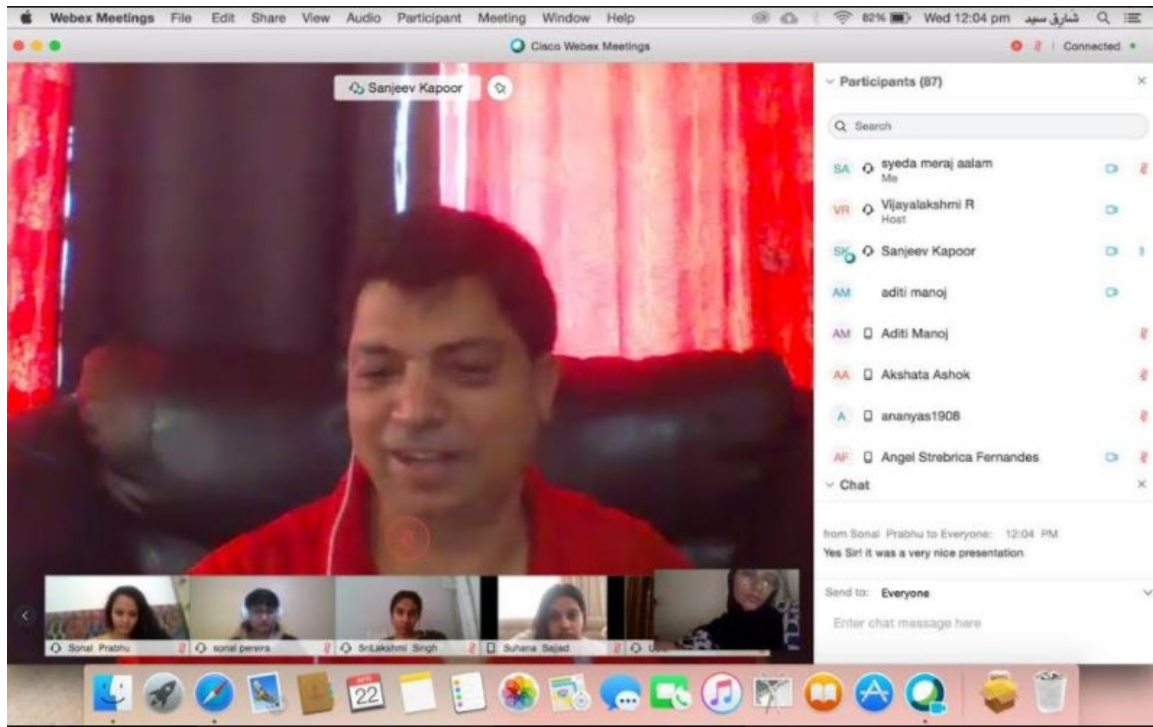 Webex Meetings File Edit Share View Audio Participant Meeting Window Help 82% Wed 12:04 pm شارق سيد
Cisco Webex Meetings Connected
Sanjeev Kapoor
Participants (87)
Search
SA syeda meraj aalam
Me
VR Vijayalakshmi R
Host
SK Sanjeev Kapoor
AM aditi manoj
AM Aditi Manoj
AA Akshata Ashok
A ananyas1908
AF Angel Strebrica Fernandes
Chat
from Sonal Prabhu to Everyone: 12:04 PM
Yes Sir! it was a very nice presentation
Send to: Everyone
Enter chat message here
Sonal Prabhu sonal pereira SriLakshmi Singh Suhana Sajjad
APR
22